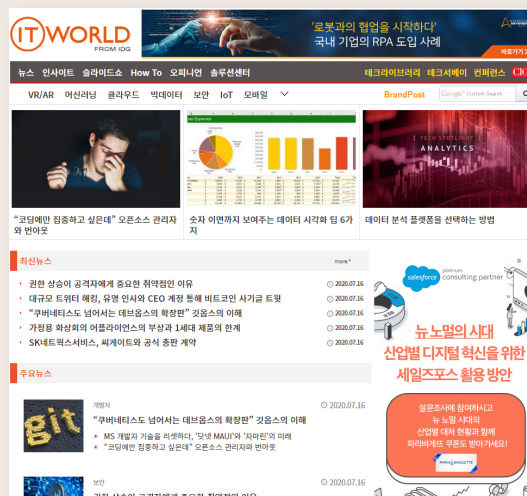 ITWORLD
FROM IDG
'로봇과의 협업을 시작하다'
국내 기업의 RPA 도입 사례
바로가기
뉴스 인사이트 슬라이드쇼 How To 오피니언 솔루션센터 테크라이브러리 테크서베이 컨퍼런스 CIO
VR/AR 머신러닝 클라우드 빅데이터 보안 IoT 모바일
BrandPost
Google Custom Search
[ TECH SPOTLIGHT ]
ANALYTICS
"코딩에만 집중하고 싶은데" 오픈소스 관리자
와 번아웃
숫자 이면까지 보여주는 데이터 시각화 팁 6가
지
데이터 분석 플랫폼을 선택하는 방법
최신뉴스
more
권한 상승이 공격자에게 중요한 취약점인 이유 2020.07.16
대규모 트위터 해킹, 유명 인사와 CEO 계정 통해 비트코인 사기글 트윗 2020.07.16
"쿠버네티스도 넘어서는 데브옵스의 확장판" 깃옵스의 이해 2020.07.16
가정용 화상회의 어플라이언스의 부상과 1세대 제품의 한계 2020.07.16
SK네트웍스서비스, 씨게이트와 공식 총판 계약 2020.07.16
salesforce
platinum
consulting partner
뉴 노멀의 시대
산업별 디지털 혁신을 위한
세일즈포스 활용 방안
설문조사에 참여하시고
뉴 노멀 시대의
산업별 대처 현황과 함께
파리바게뜨 쿠폰도 받아가세요!
PARIS BAGUETTE
주요뉴스
git
개발자
2020.07.16
"쿠버네티스도 넘어서는 데브옵스의 확장판" 깃옵스의 이해
MS 개발자 기술을 리셋하다, '닷넷 MAUI'와 '자마린'의 미래
"코딩에만 집중하고 싶은데" 오픈소스 관리자와 번아웃
보안
2020.07.16